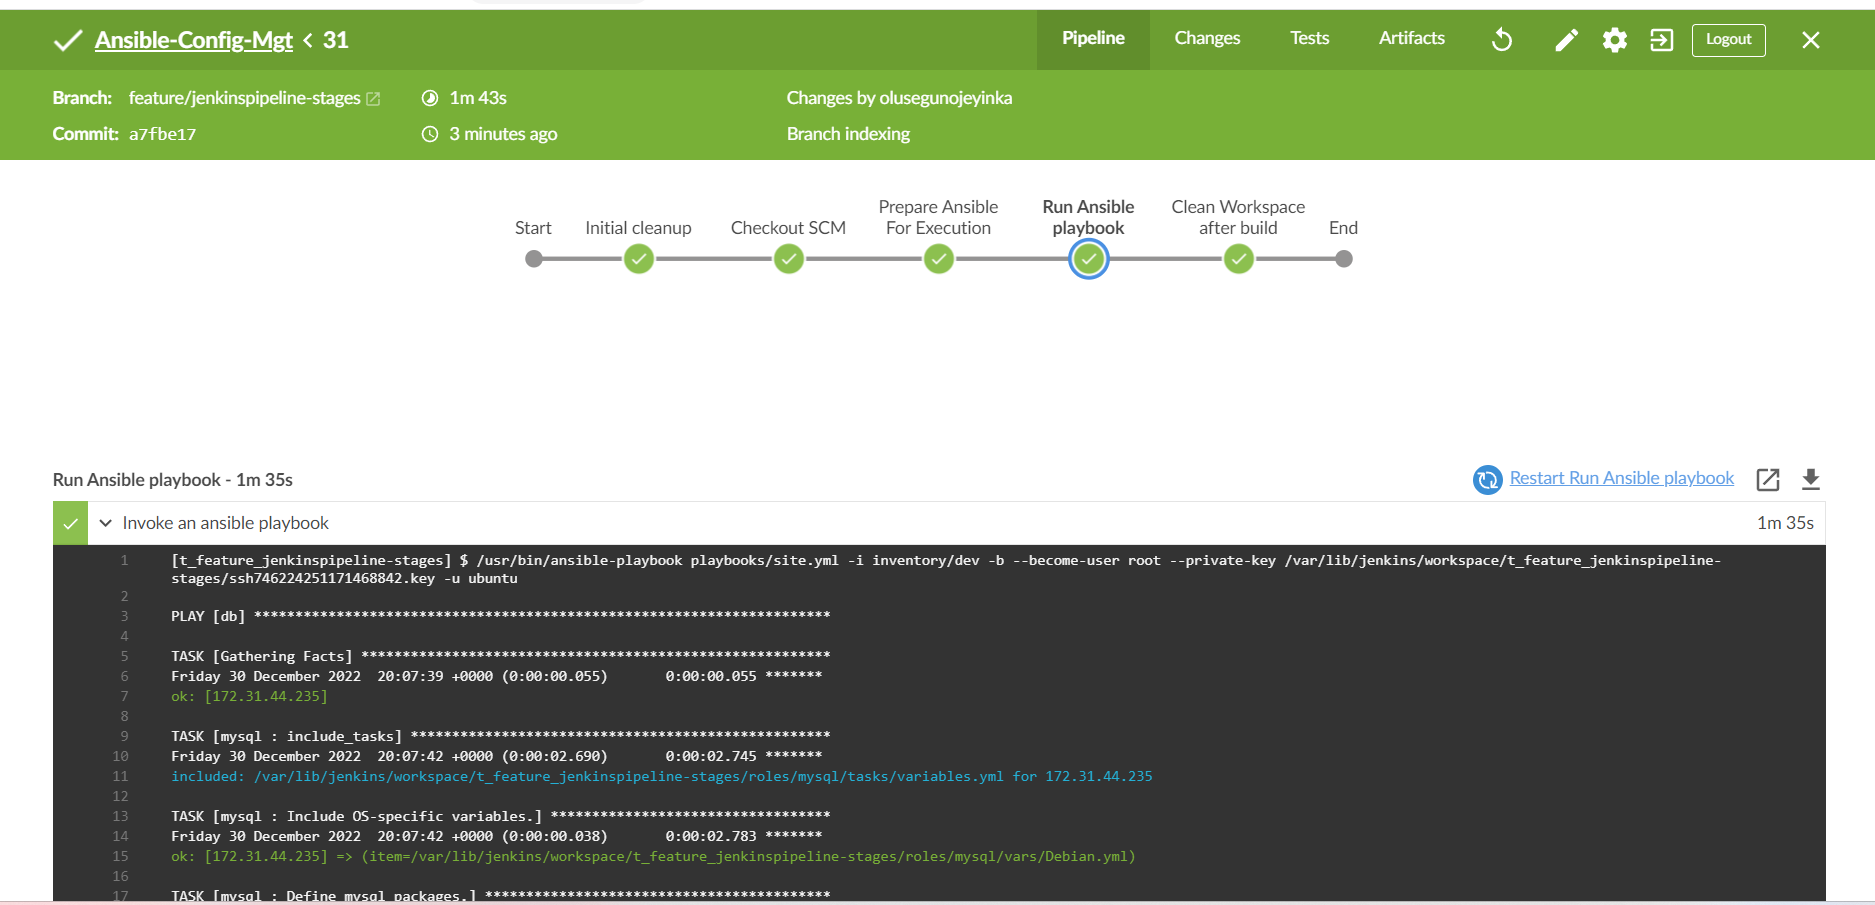 Ansible-Config-Mgt < 31
Pipeline
Changes
Tests
Artifacts
Logout
Branch: feature/jenkinspipeline-stages
1m 43s
Changes by olusegunojeyinka
Commit: a7fbe17
3 minutes ago
Branch indexing
Start
Initial cleanup
Checkout SCM
Prepare Ansible
For Execution
Run Ansible
playbook
Clean Workspace
after build
End
Run Ansible playbook - 1m 35s
Restart Run Ansible playbook
Invoke an ansible playbook
1m 35s
1 [t_feature_jenkinspipeline-stages] $ /usr/bin/ansible-playbook playbooks/site.yml -i inventory/dev -b --become-user root --private-key /var/lib/jenkins/workspace/t_feature_jenkinspipeline-
stages/ssh746224251171468842.key -u ubuntu
2
3 PLAY [db] **********************************************************************
4
5 TASK [Gathering Facts] *********************************************************
6 Friday 30 December 2022  20:07:39 +0000 (0:00:00.055)       0:00:00.055 *******
7 ok: [172.31.44.235]
8
9 TASK [mysql : include_tasks] ***************************************************
10 Friday 30 December 2022  20:07:42 +0000 (0:00:02.690)       0:00:02.745 *******
11 included: /var/lib/jenkins/workspace/t_feature_jenkinspipeline-stages/roles/mysql/tasks/variables.yml for 172.31.44.235
12
13 TASK [mysql : Include OS-specific variables.] **********************************
14 Friday 30 December 2022  20:07:42 +0000 (0:00:00.038)       0:00:02.783 *******
15 ok: [172.31.44.235] => (item=/var/lib/jenkins/workspace/t_feature_jenkinspipeline-stages/roles/mysql/vars/Debian.yml)
16
17 TASK [mysql : Define mysql packages.] ******************************************